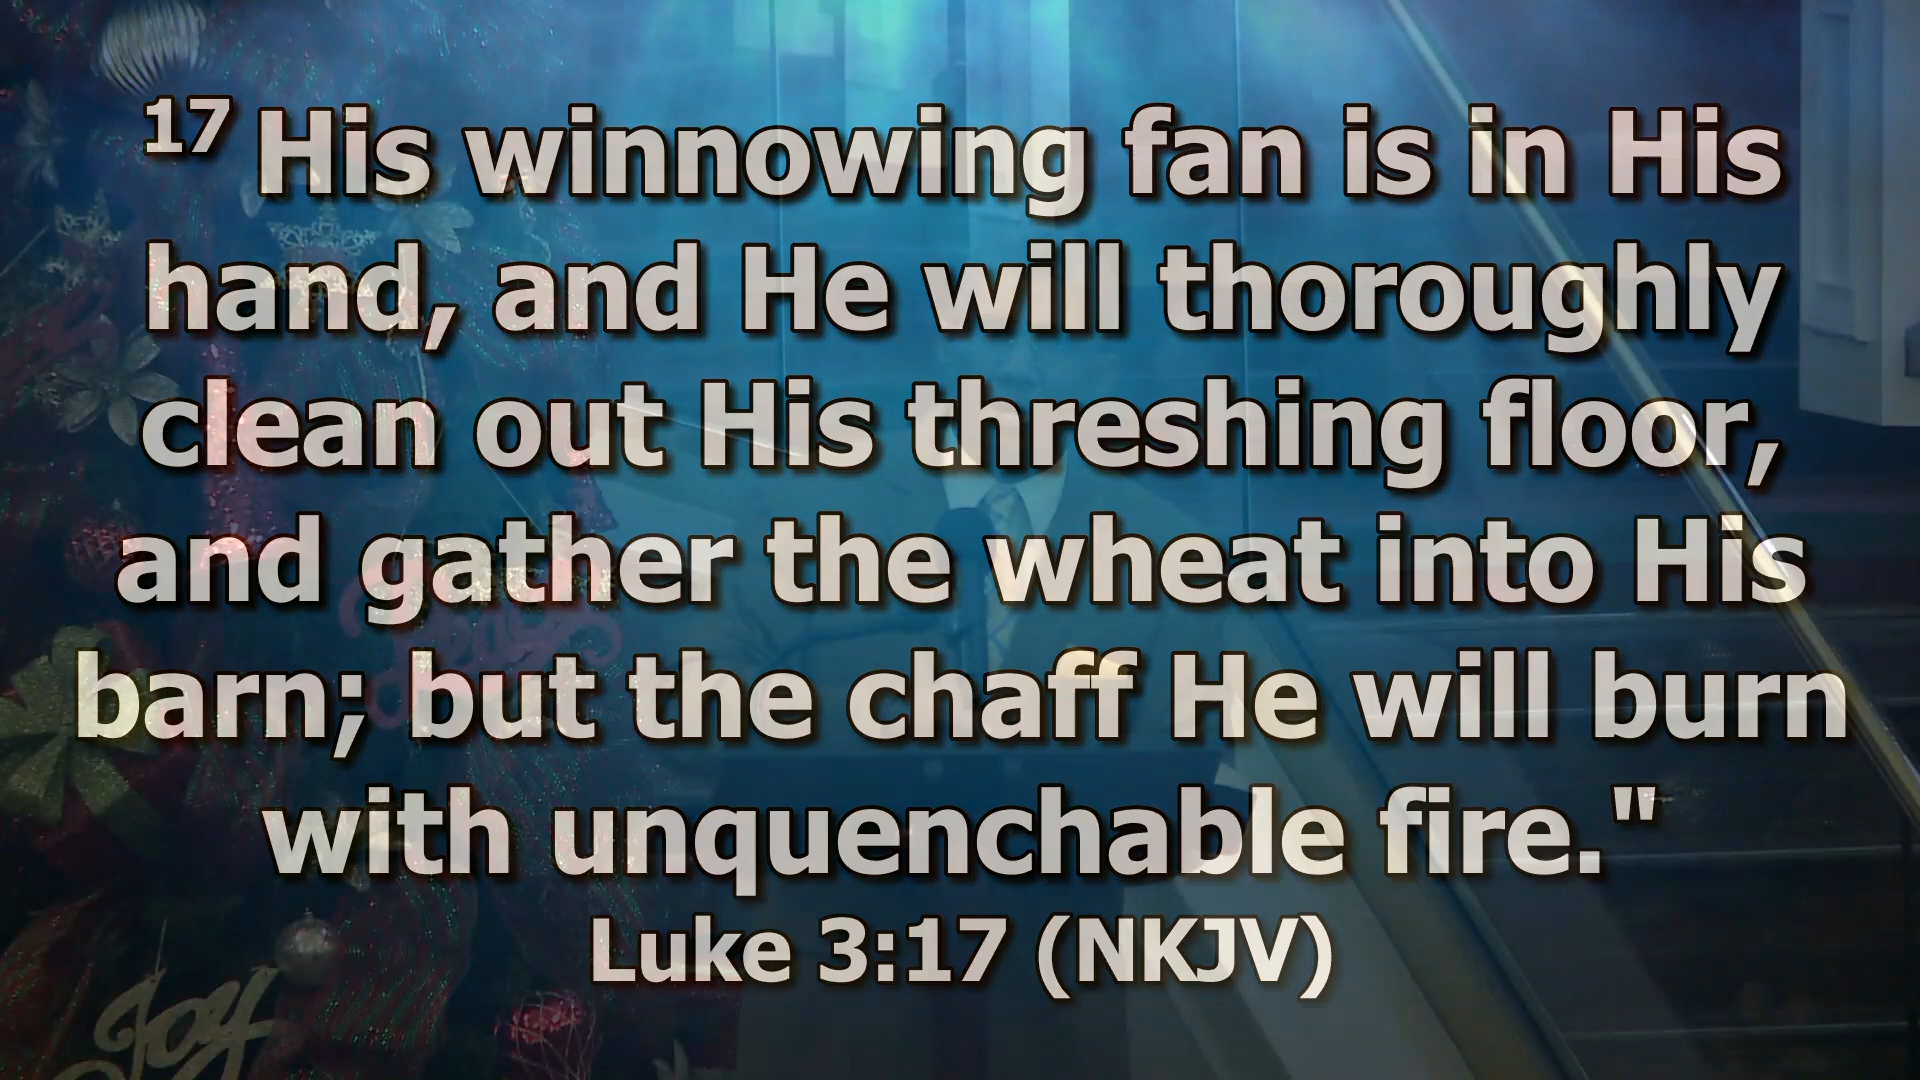 17 His winnowing fan is in His
hand, and He will thoroughly
clean out His threshing floor,
and gather the wheat into His
barn; but the chaff He will burn
with unquenchable fire."
Luke 3:17 (NKJV)
Joy